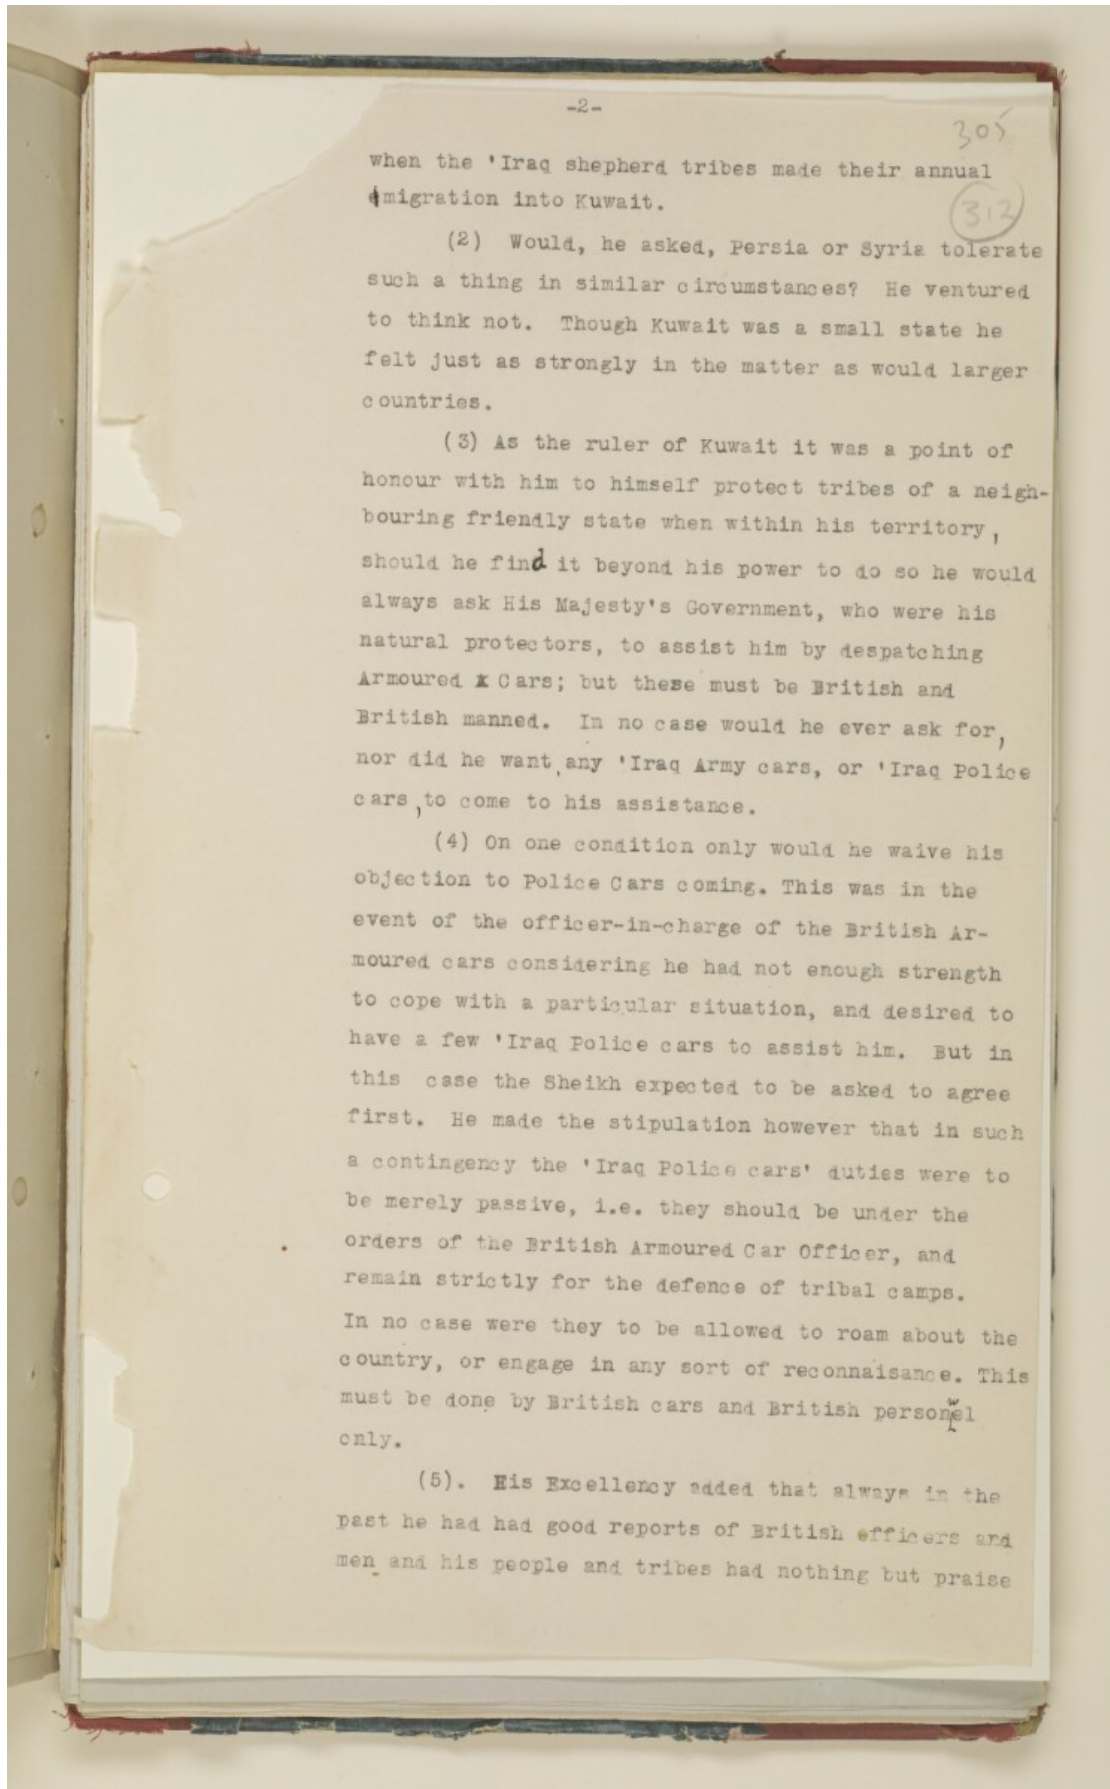 -2-
305
312
when the 'Iraq shepherd tribes made their annual
migration into Kuwait.
(2) Would, he asked, Persia or Syria tolerate
such a thing in similar circumstances? He ventured
to think not. Though Kuwait was a small state he
felt just as strongly in the matter as would larger
countries.
(3) As the ruler of Kuwait it was a point of
honour with him to himself protect tribes of a neigh-
bouring friendly state when within his territory,
should he find it beyond his power to do so he would
always ask His Majesty's Government, who were his
natural protectors, to assist him by despatching
Armoured x Cars; but these must be British and
British manned. In no case would he ever ask for,
nor did he want, any 'Iraq Army cars, or 'Iraq Police
cars, to come to his assistance.
(4) On one condition only would he waive his
objection to Police Cars coming. This was in the
event of the officer-in-charge of the British Ar-
moured cars considering he had not enough strength
to cope with a particular situation, and desired to
have a few 'Iraq Police cars to assist him. But in
this case the Sheikh expected to be asked to agree
first. He made the stipulation however that in such
a contingency the 'Iraq Police cars' duties were to
be merely passive, i.e. they should be under the
orders of the British Armoured Car Officer, and
remain strictly for the defence of tribal camps.
In no case were they to be allowed to roam about the
country, or engage in any sort of reconnaisance. This
must be done by British cars and British personnel
only.
(5). His Excellency added that always in the
past he had had good reports of British officers and
men and his people and tribes had nothing but praise